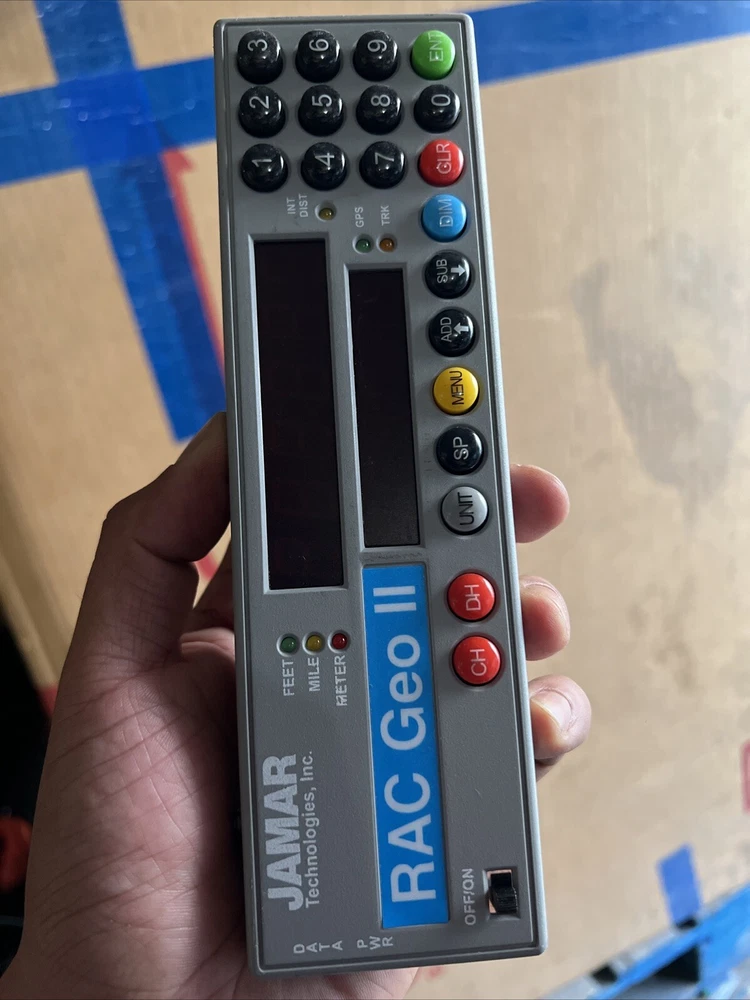 JAMAR
Technologies, Inc.
RAC Geo II
FEET
MILE
METER
INT
DIST
GPS
TRK
3
6
9
ENT
2
5
8
0
1
4
7
CLR
DIM
SUB
ADD
MENU
SP
UNIT
DH
CH
OFF/ON
DATA
PWR